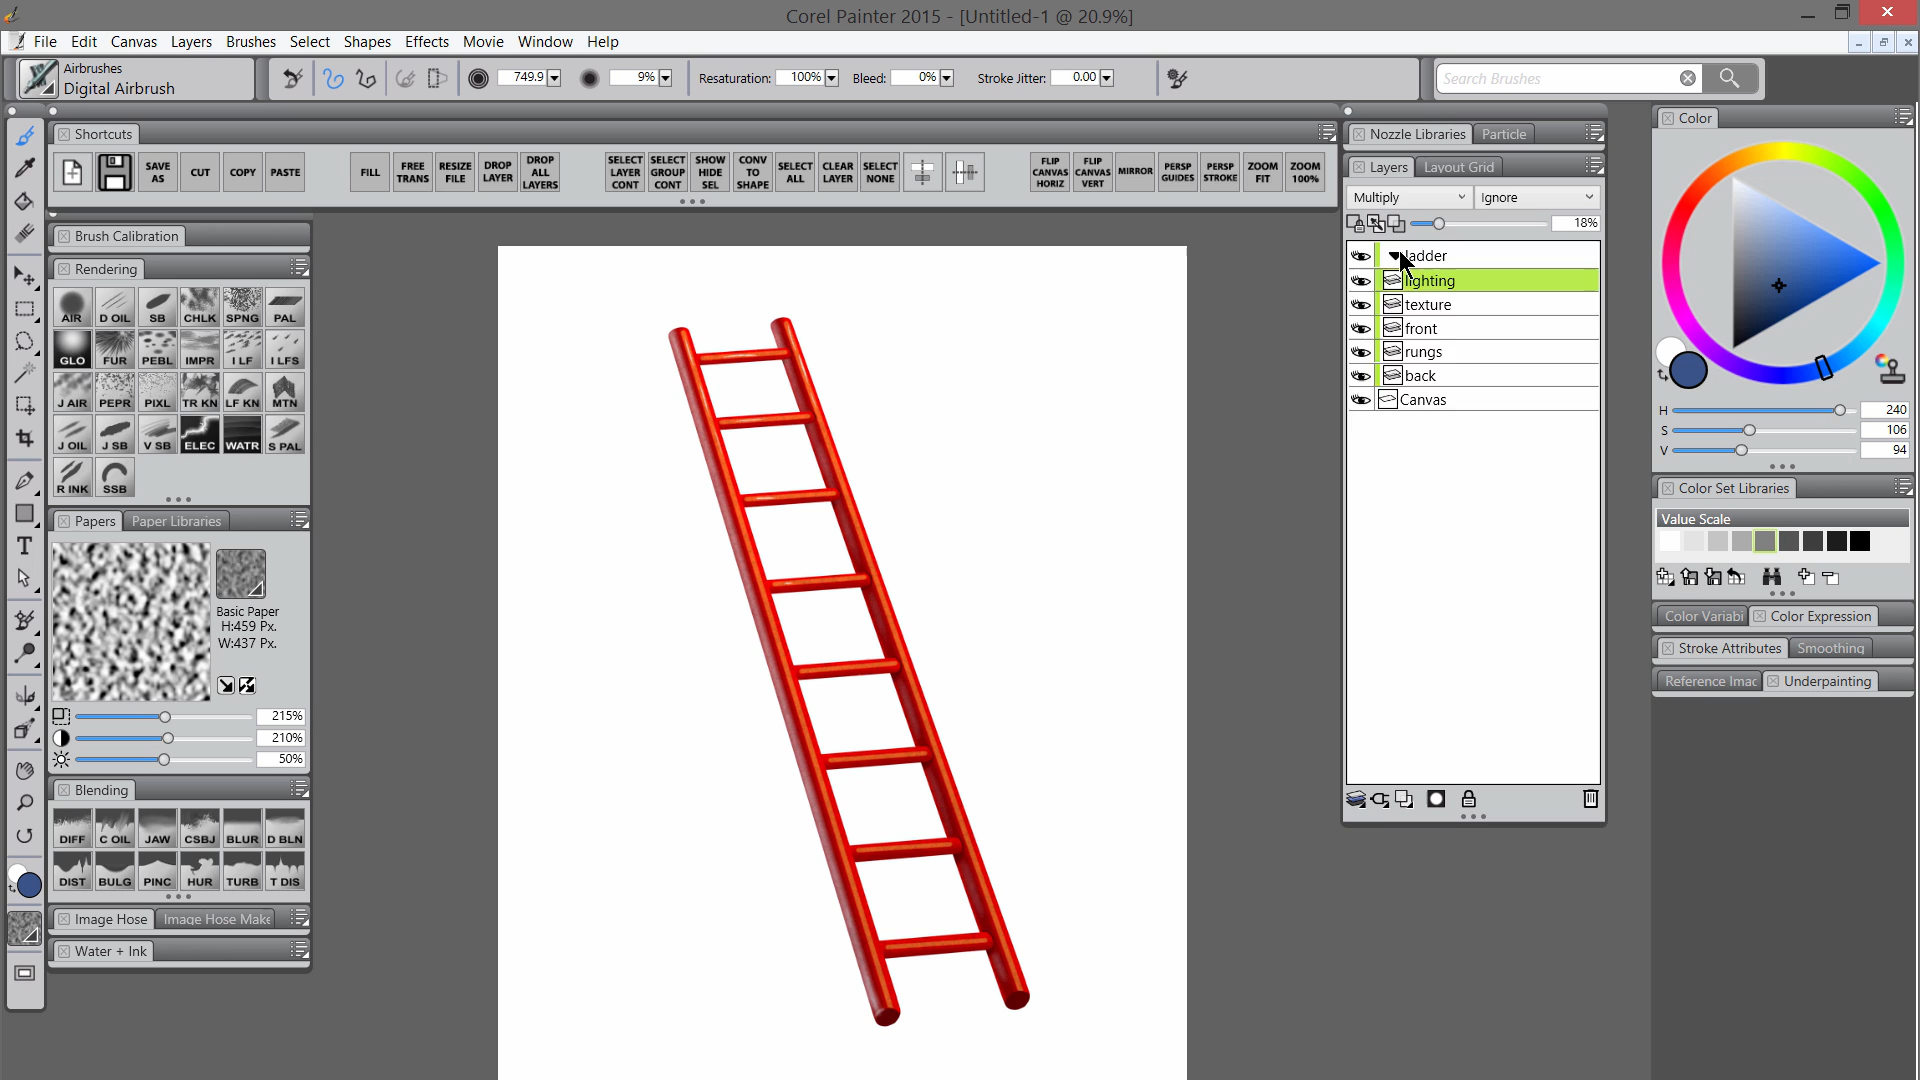 Corel Painter 2015 - [Untitled-1 @ 20.9%]
File Edit Canvas Layers Brushes Select Shapes Effects Movie Window Help
Airbrushes
Digital Airbrush
749.9 9% Resaturation: 100% Bleed: 0% Stroke Jitter: 0.00
Search Brushes
Shortcuts
SAVE AS
CUT
COPY
PASTE
FILL
FREE TRANS
RESIZE FILE
DROP LAYER
DROP ALL LAYERS
SELECT LAYER CONT
SELECT GROUP CONT
SHOW HIDE SEL
CONV TO SHAPE
SELECT ALL
CLEAR LAYER
SELECT NONE
FLIP CANVAS HORIZ
FLIP CANVAS VERT
MIRROR
PERSP GUIDES
PERSP STROKE
ZOOM FIT
ZOOM 100%
Brush Calibration
Rendering
AIR D OIL SB CHLK SPNG PAL
GLO FUR PEBL IMPR I LF I LFS
J AIR PEPR PIXL TR KN LF KN MTN
J OIL J SB V SB ELEC WATR S PAL
R INK SSB
Papers Paper Libraries
Basic Paper
H:459 Px.
W:437 Px.
215%
210%
50%
Blending
DIFF C OIL JAW CSBJ BLUR D BLN
DIST BULG PINC HUR TURB T DIS
Image Hose Image Hose Make
Water + Ink
T
Nozzle Libraries Particle
Layers Layout Grid
Multiply Ignore
18%
ladder
lighting
texture
front
rungs
back
Canvas
Color
H 240
S 106
V 94
Color Set Libraries
Value Scale
Color Variabl Color Expression
Stroke Attributes Smoothing
Reference Imac Underpainting